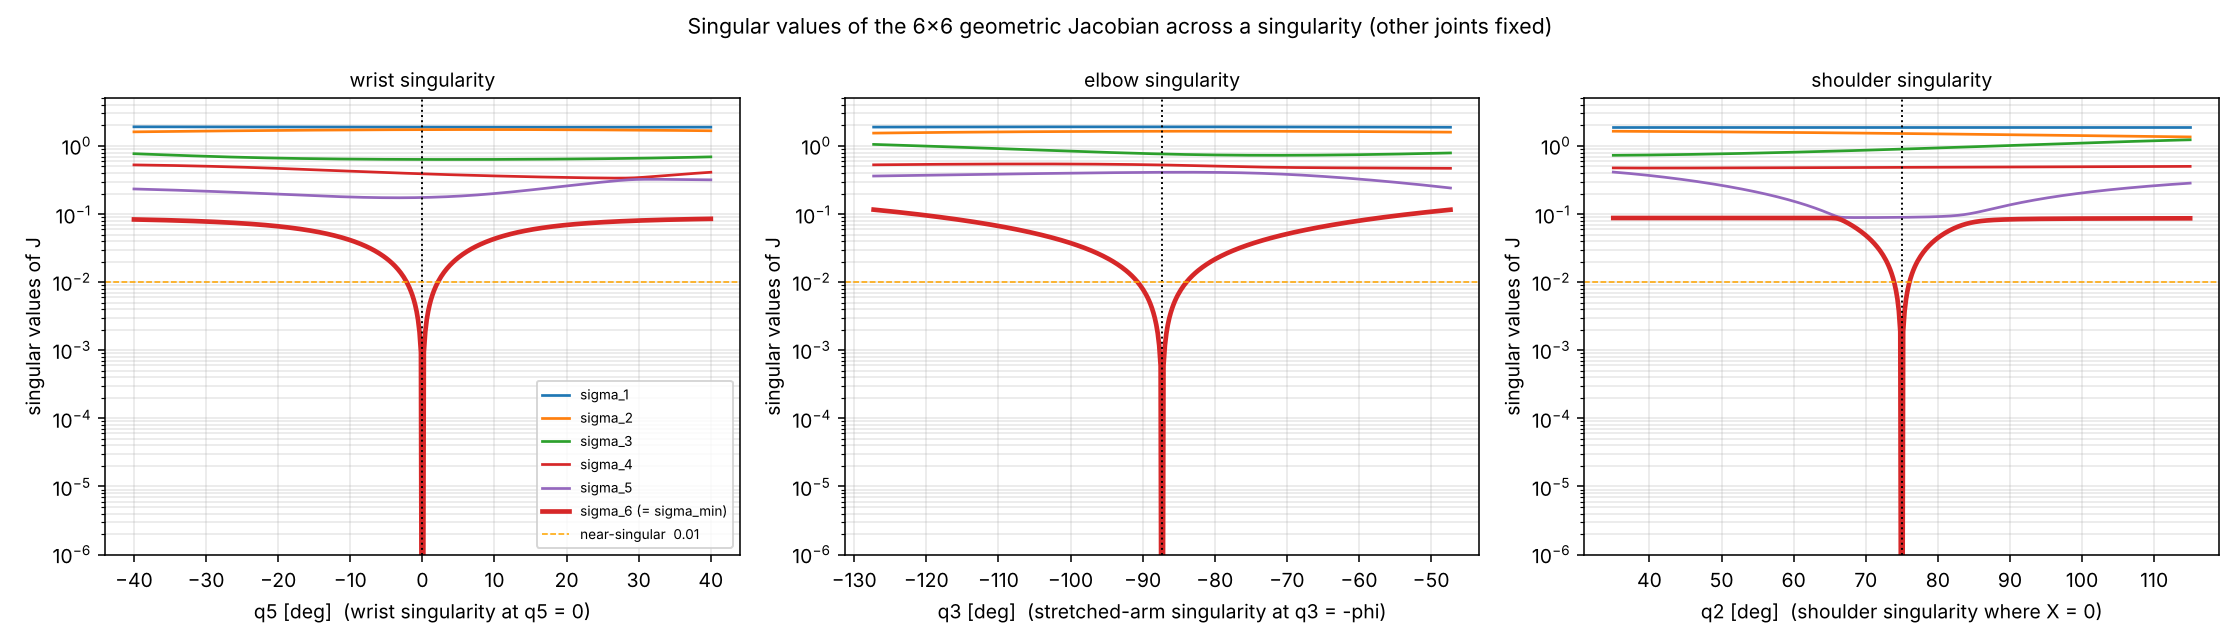 Singular values of the 6×6 geometric Jacobian across a singularity (other joints fixed)
wrist singularity
singular values of J
10⁰
10⁻¹
10⁻²
10⁻³
10⁻⁴
10⁻⁵
10⁻⁶
sigma_1
sigma_2
sigma_3
sigma_4
sigma_5
sigma_6 (= sigma_min)
near-singular 0.01
−40 −30 −20 −10 0 10 20 30 40
q5 [deg] (wrist singularity at q5 = 0)
elbow singularity
singular values of J
10⁰
10⁻¹
10⁻²
10⁻³
10⁻⁴
10⁻⁵
10⁻⁶
−130 −120 −110 −100 −90 −80 −70 −60 −50
q3 [deg] (stretched-arm singularity at q3 = -phi)
shoulder singularity
singular values of J
10⁰
10⁻¹
10⁻²
10⁻³
10⁻⁴
10⁻⁵
10⁻⁶
40 50 60 70 80 90 100 110
q2 [deg] (shoulder singularity where X = 0)